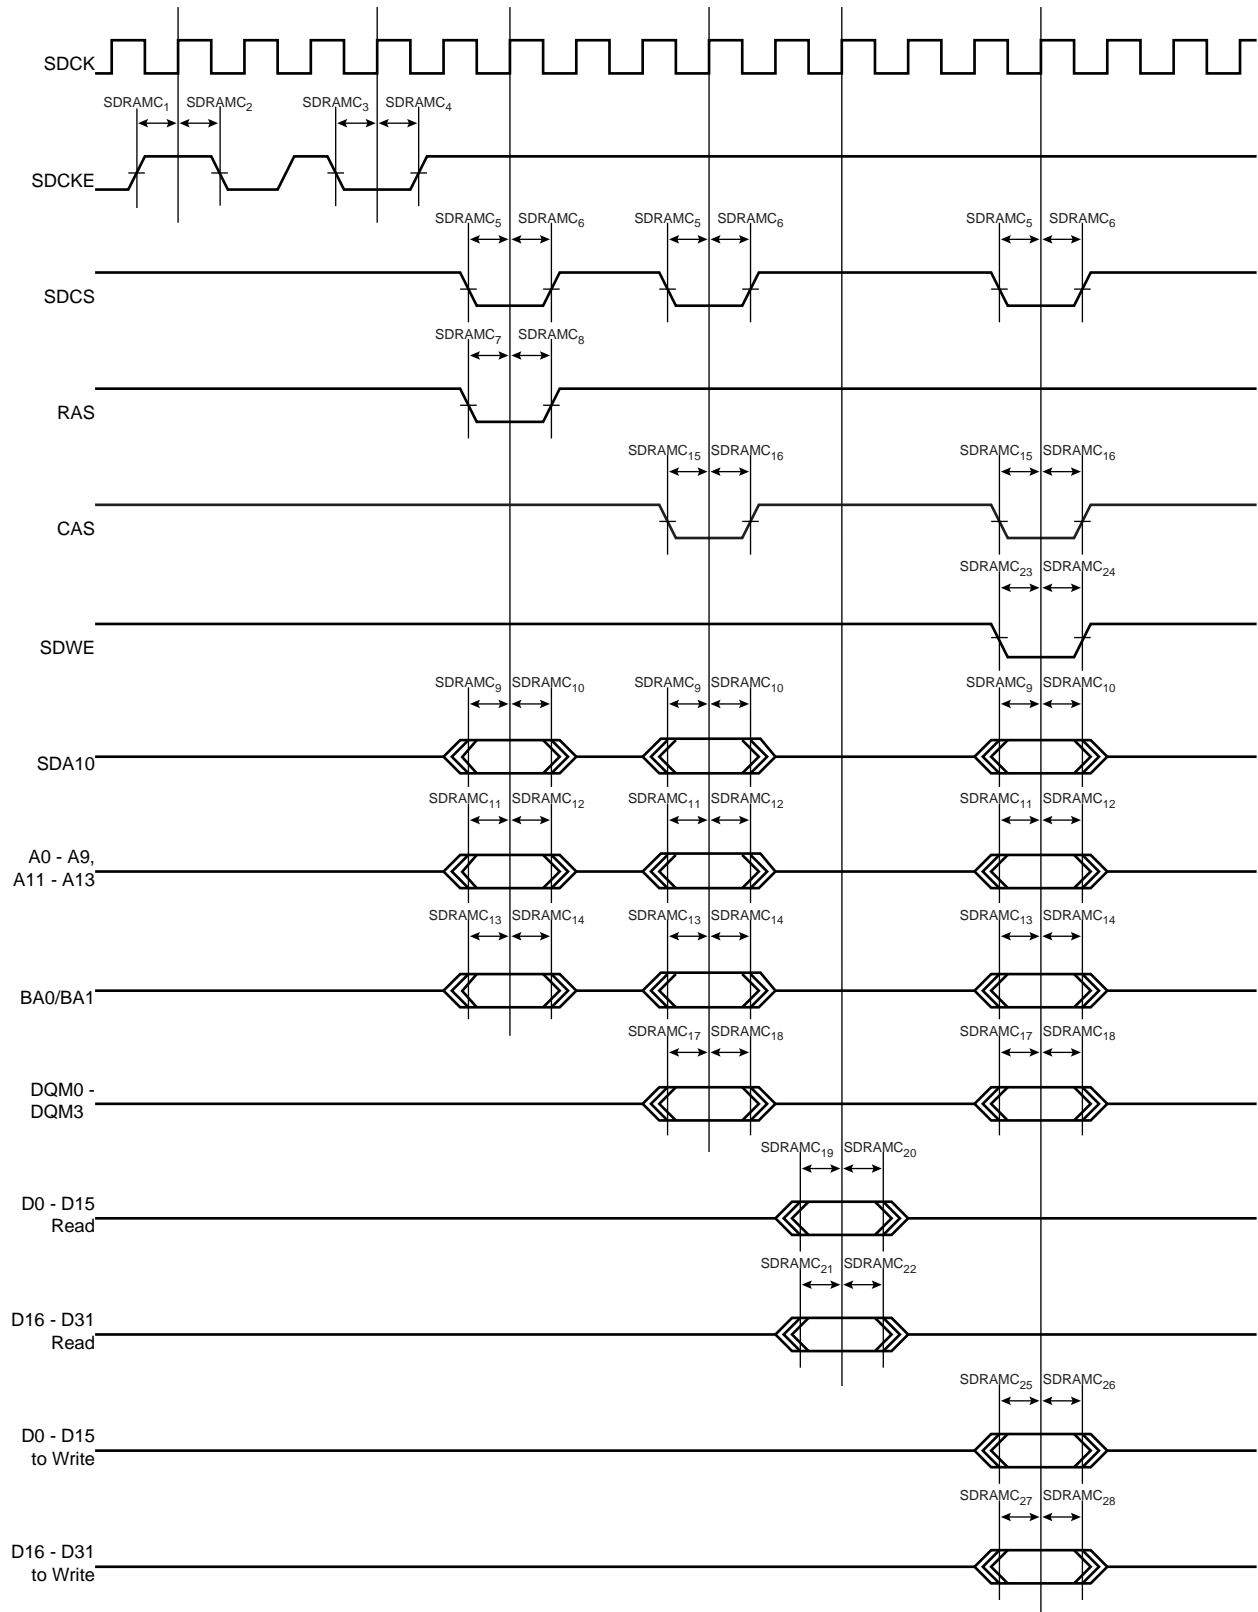 SDCK
SDRAMC1 SDRAMC2 SDRAMC3 SDRAMC4
SDCKE
SDRAMC5 SDRAMC6 SDRAMC5 SDRAMC6 SDRAMC5 SDRAMC6
SDCS
SDRAMC7 SDRAMC8
RAS
SDRAMC15 SDRAMC16 SDRAMC15 SDRAMC16
CAS
SDRAMC23 SDRAMC24
SDWE
SDRAMC9 SDRAMC10 SDRAMC9 SDRAMC10 SDRAMC9 SDRAMC10
SDA10
SDRAMC11 SDRAMC12 SDRAMC11 SDRAMC12 SDRAMC11 SDRAMC12
A0 - A9,
A11 - A13
SDRAMC13 SDRAMC14 SDRAMC13 SDRAMC14 SDRAMC13 SDRAMC14
BA0/BA1
SDRAMC17 SDRAMC18 SDRAMC17 SDRAMC18
DQM0 -
DQM3
SDRAMC19 SDRAMC20
D0 - D15
Read
SDRAMC21 SDRAMC22
D16 - D31
Read
SDRAMC25 SDRAMC26
D0 - D15
to Write
SDRAMC27 SDRAMC28
D16 - D31
to Write